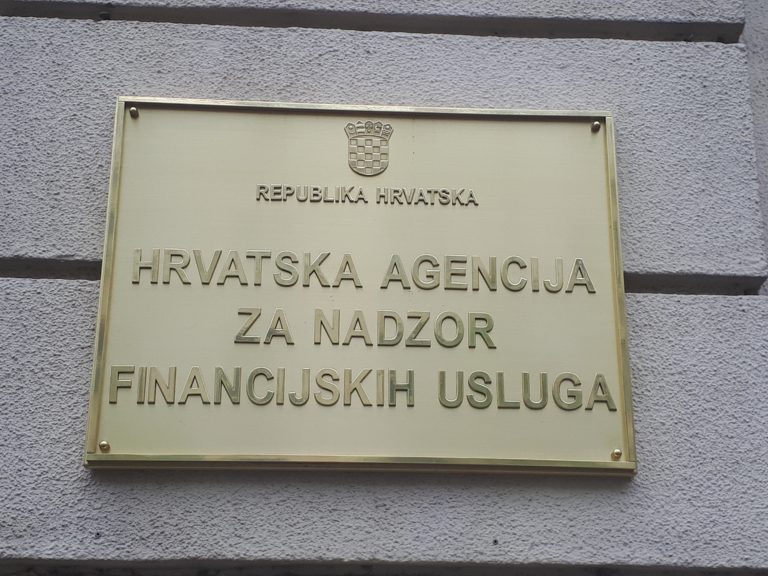 REPUBLIKA HRVATSKA
HRVATSKA AGENCIJA
ZA NADZOR
FINANCIJSKIH USLUGA